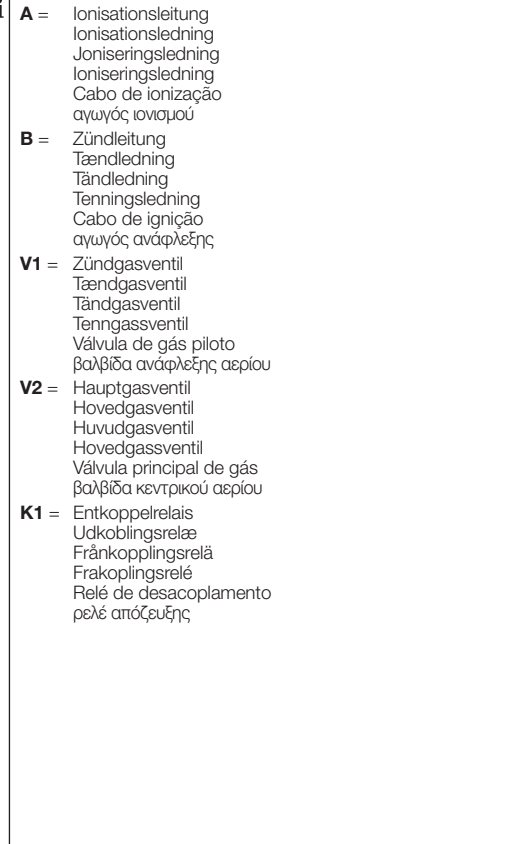 A = Ionisationsleitung
Ionisationsledning
Joniseringsledning
Ioniseringsledning
Cabo de ionização
αγωγός ιονισμού
B = Zündleitung
Tændledning
Tändledning
Tenningsledning
Cabo de ignição
αγωγός ανάφλεξης
V1 = Zündgasventil
Tændgasventil
Tändgasventil
Tenngassventil
Válvula de gás piloto
βαλβίδα ανάφλεξης αερίου
V2 = Hauptgasventil
Hovedgasventil
Huvudgasventil
Hovedgassventil
Válvula principal de gás
βαλβίδα κεντρικού αερίου
K1 = Entkoppelrelais
Udkoblingsrelæ
Frånkopplingsrelä
Frakoplingsrelé
Relé de desacoplamento
ρελέ απόζευξης